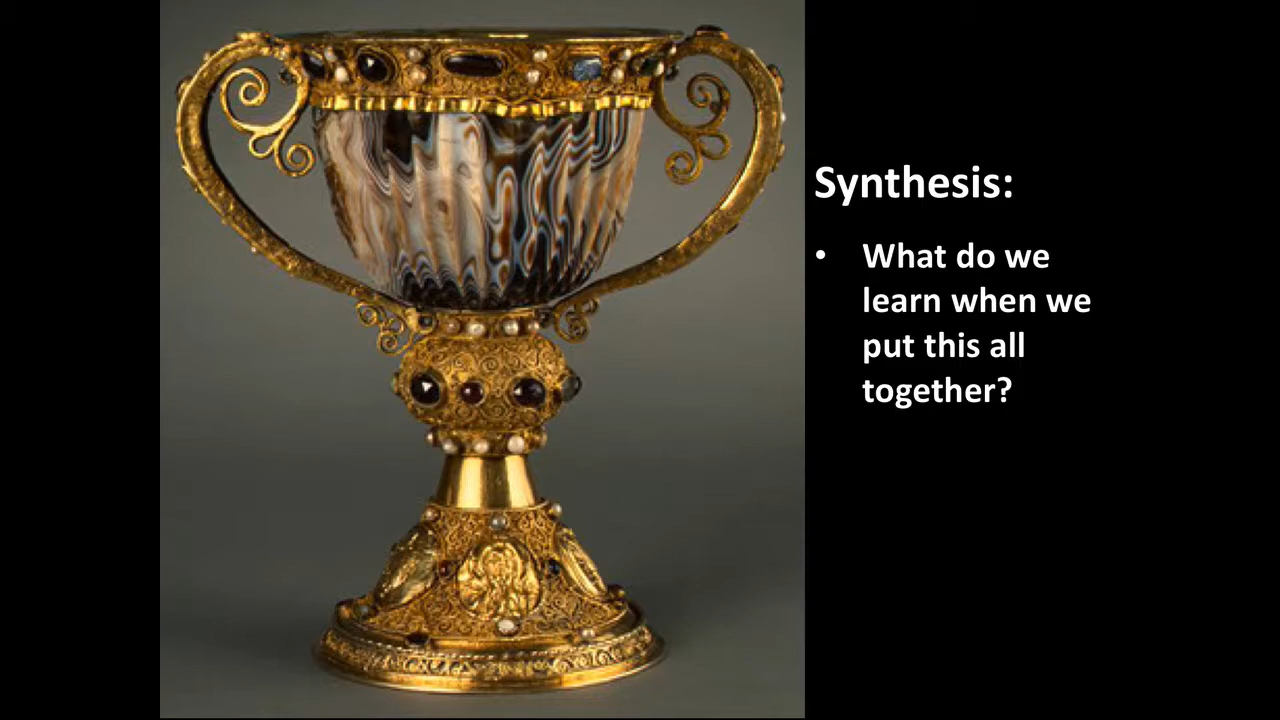 Synthesis:
• What do we
learn when we
put this all
together?